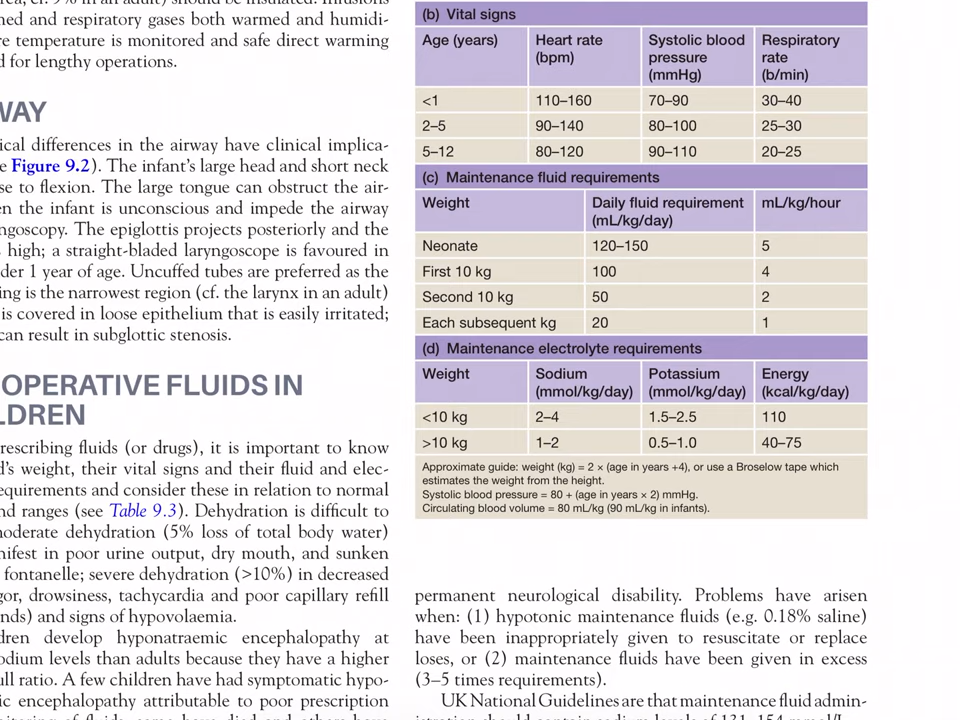 ned and respiratory gases both warmed and humidi-
re temperature is monitored and safe direct warming
d for lengthy operations.
WAY
ical differences in the airway have clinical implica-
e Figure 9.2). The infant's large head and short neck
se to flexion. The large tongue can obstruct the air-
en the infant is unconscious and impede the airway
ngoscopy. The epiglottis projects posteriorly and the
high; a straight-bladed laryngoscope is favoured in
der 1 year of age. Uncuffed tubes are preferred as the
ing is the narrowest region (cf. the larynx in an adult)
is covered in loose epithelium that is easily irritated;
can result in subglottic stenosis.
OPERATIVE FLUIDS IN
LDREN
rescribing fluids (or drugs), it is important to know
d's weight, their vital signs and their fluid and elec-
equirements and consider these in relation to normal
nd ranges (see Table 9.3). Dehydration is difficult to
moderate dehydration (5% loss of total body water)
nifest in poor urine output, dry mouth, and sunken
fontanelle; severe dehydration (>10%) in decreased
gor, drowsiness, tachycardia and poor capillary refill
nds) and signs of hypovolaemia.
dren develop hyponatraemic encephalopathy at
odium levels than adults because they have a higher
ull ratio. A few children have had symptomatic hypo-
ic encephalopathy attributable to poor prescription
(b) Vital signs
Age (years) Heart rate (bpm) Systolic blood pressure (mmHg) Respiratory rate (b/min)
<1 110–160 70–90 30–40
2–5 90–140 80–100 25–30
5–12 80–120 90–110 20–25
(c) Maintenance fluid requirements
Weight Daily fluid requirement (mL/kg/day) mL/kg/hour
Neonate 120–150 5
First 10 kg 100 4
Second 10 kg 50 2
Each subsequent kg 20 1
(d) Maintenance electrolyte requirements
Weight Sodium (mmol/kg/day) Potassium (mmol/kg/day) Energy (kcal/kg/day)
<10 kg 2–4 1.5–2.5 110
>10 kg 1–2 0.5–1.0 40–75
Approximate guide: weight (kg) = 2 × (age in years +4), or use a Broselow tape which
estimates the weight from the height.
Systolic blood pressure = 80 + (age in years × 2) mmHg.
Circulating blood volume = 80 mL/kg (90 mL/kg in infants).
permanent neurological disability. Problems have arisen
when: (1) hypotonic maintenance fluids (e.g. 0.18% saline)
have been inappropriately given to resuscitate or replace
loses, or (2) maintenance fluids have been given in excess
(3–5 times requirements).
UK National Guidelines are that maintenance fluid admin-